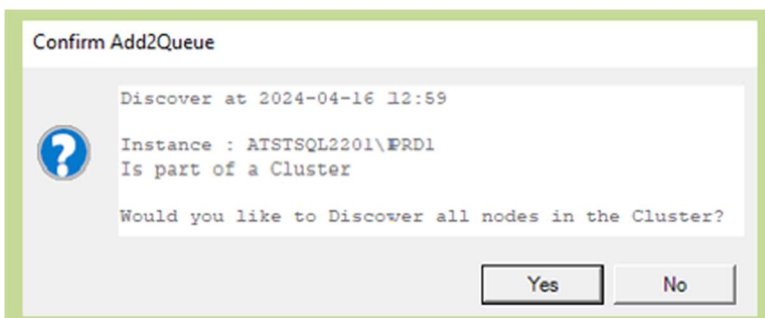 Confirm Add2Queue
Discover at 2024-04-16 12:59
Instance : ATSTSQL2201\PRD1
Is part of a Cluster
Would you like to Discover all nodes in the Cluster?
Yes No